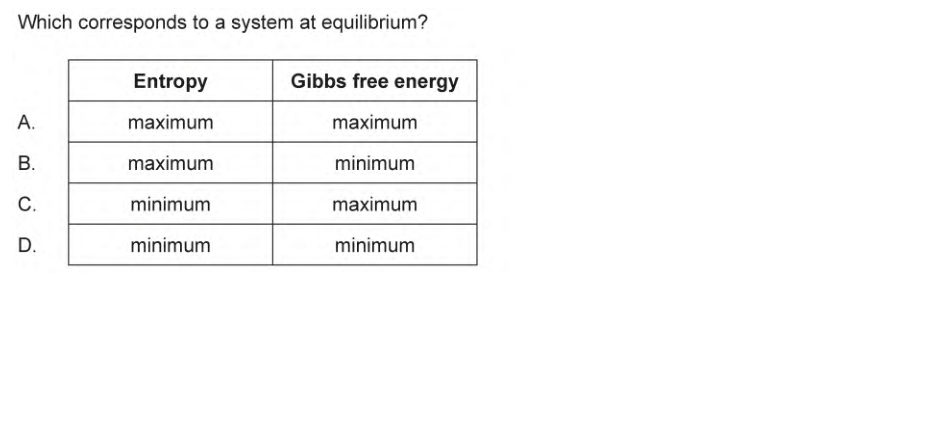 Which corresponds to a system at equilibrium?
Entropy Gibbs free energy
A. maximum maximum
B. maximum minimum
C. minimum maximum
D. minimum minimum